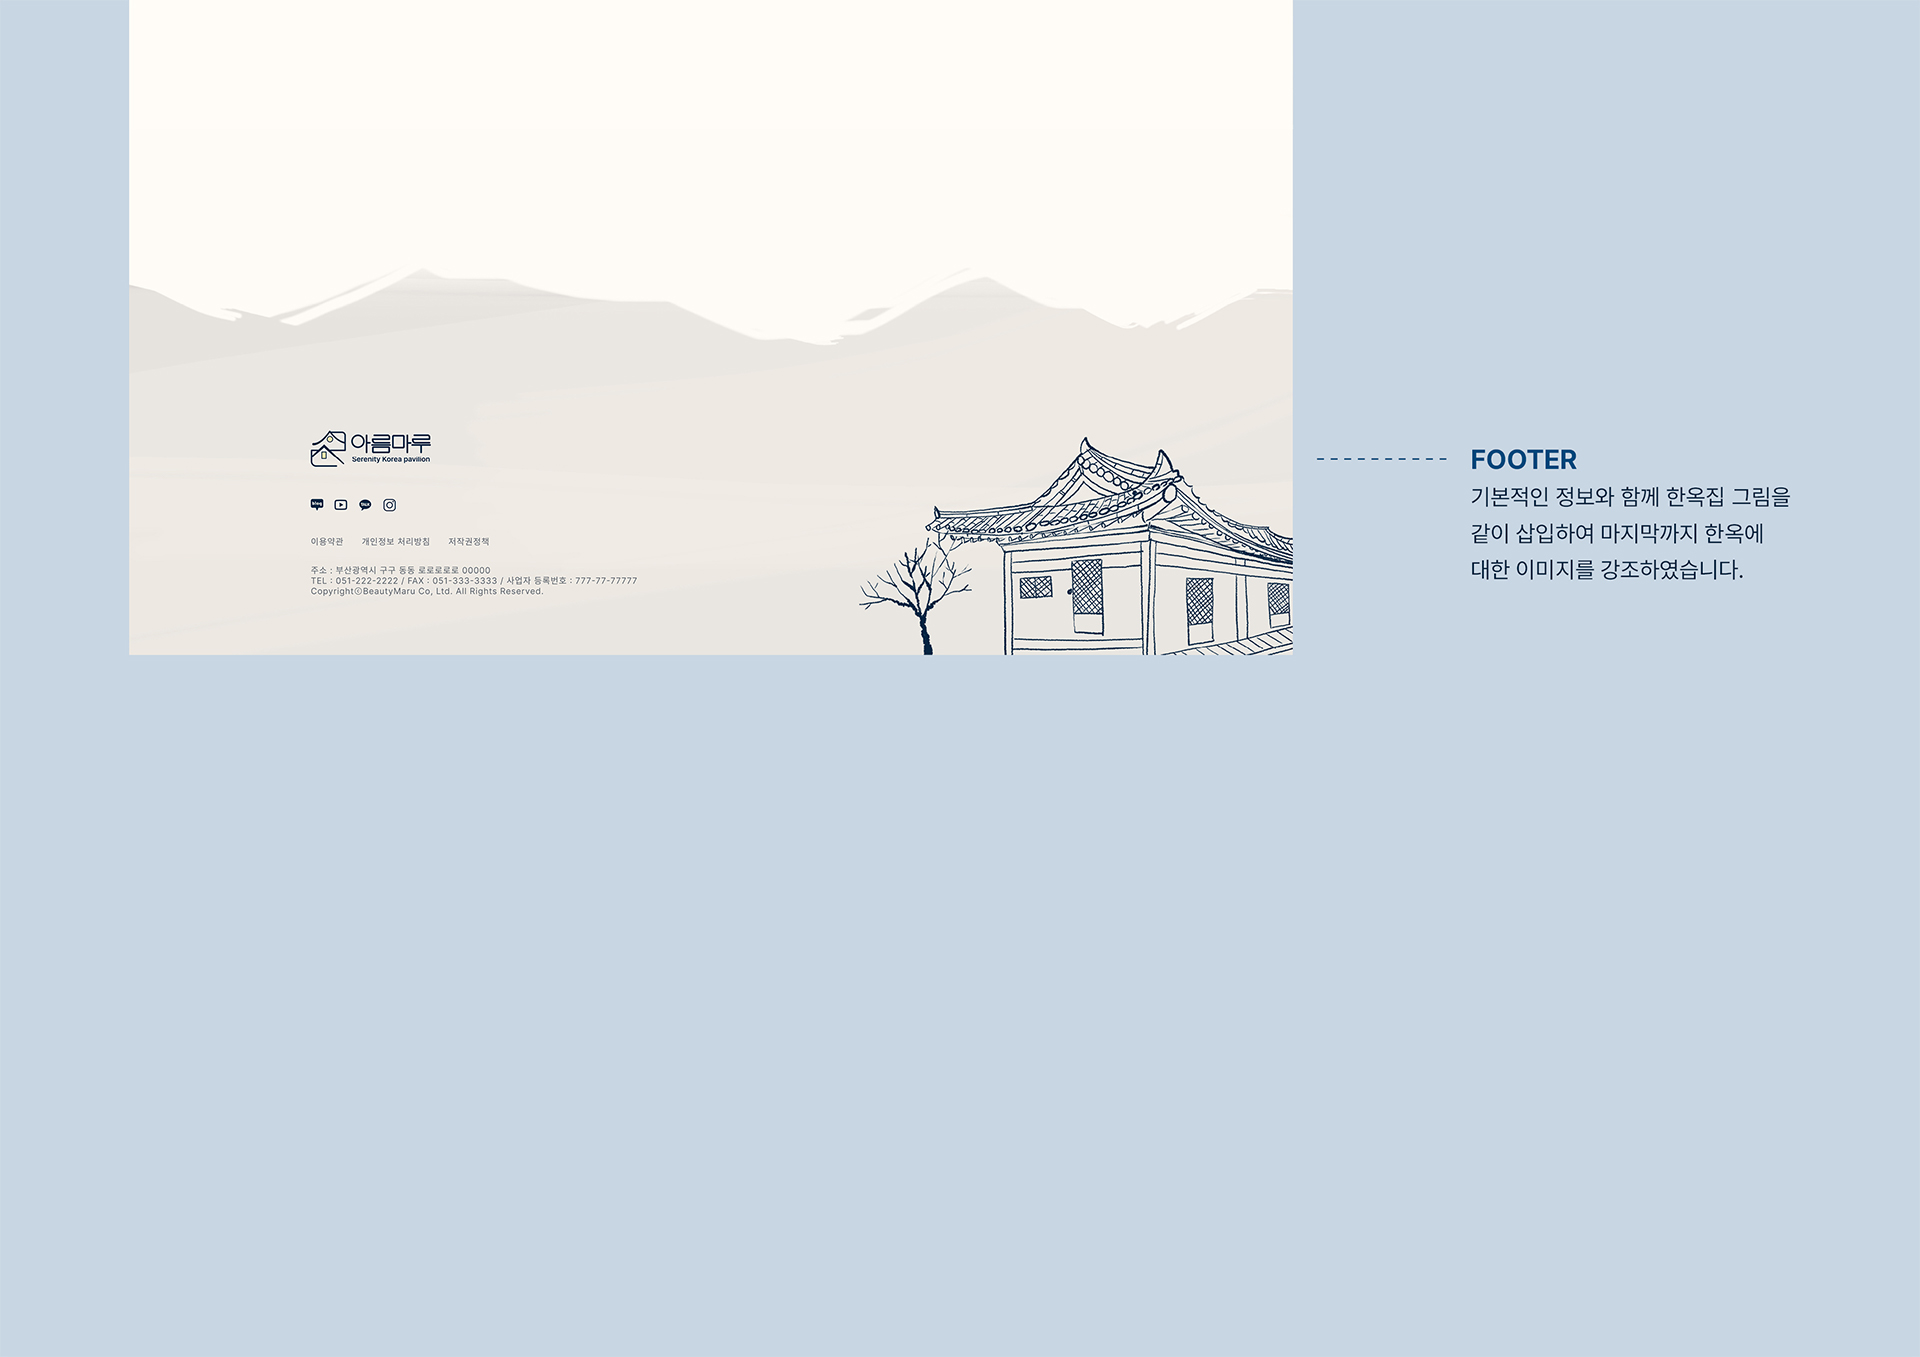 아름마루
Serenity Korea pavilion
이용약관 개인정보 처리방침 저작권정책
주소 : 부산광역시 구구 동동 로로로로로 00000
TEL : 051-222-2222 / FAX : 051-333-3333 / 사업자 등록번호 : 777-77-77777
CopyrightⓒBeautyMaru Co, Ltd. All Rights Reserved.
FOOTER
기본적인 정보와 함께 한옥집 그림을
같이 삽입하여 마지막까지 한옥에
대한 이미지를 강조하였습니다.